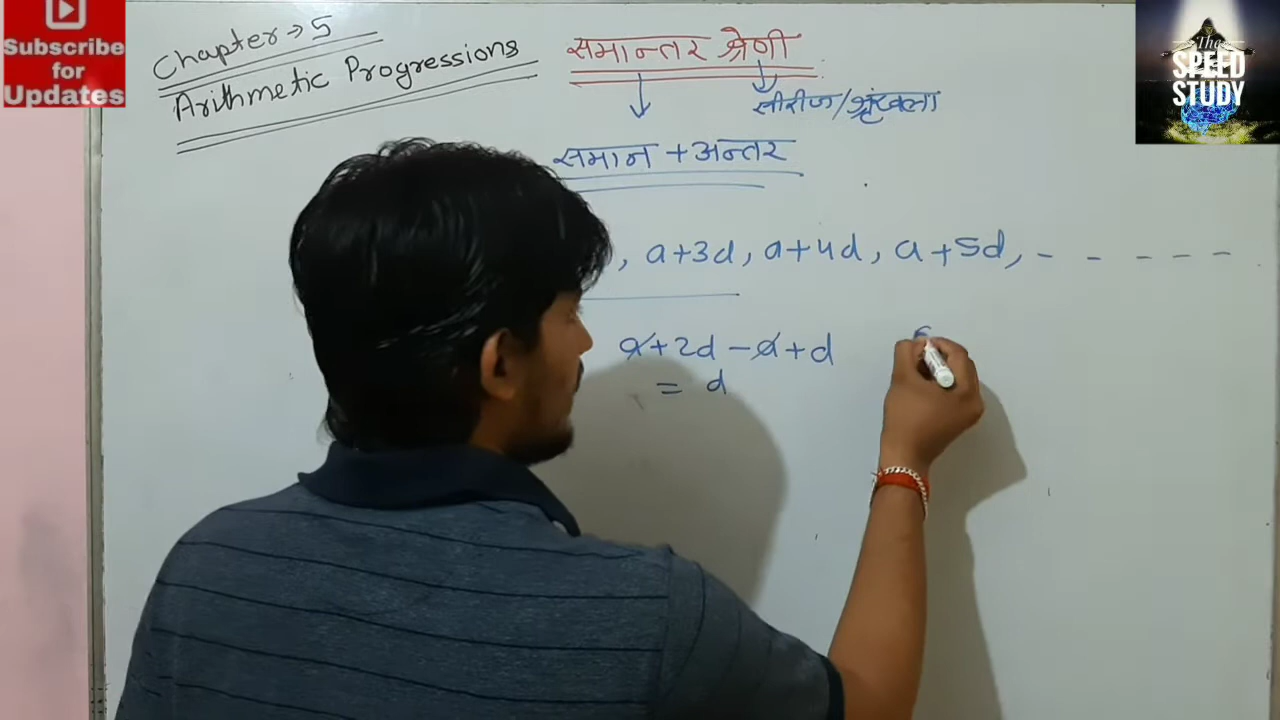 Subscribe
for
Updates
Chapter → 5
Arithmetic Progressions
समान्तर श्रेणी
सीरीज/श्रृंखला
समान + अन्तर
, a+3d, a+4d, a+5d, - - - - -
a+2d -a+d
= d
The
SPEED
STUDY